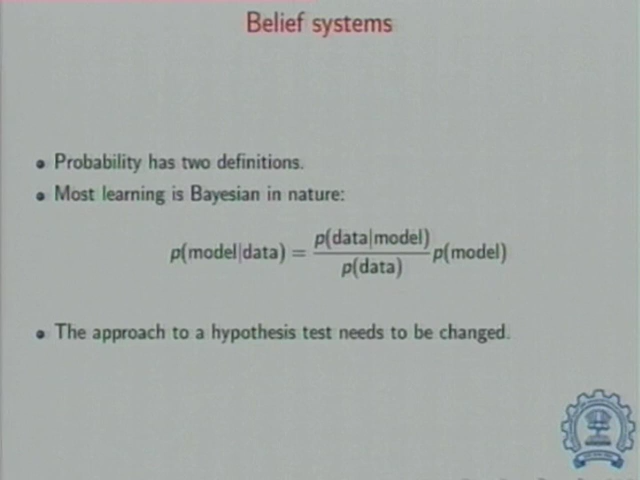 Belief systems
Probability has two definitions.
Most learning is Bayesian in nature:
p(model|data) = p(data|model) / p(data) p(model)
The approach to a hypothesis test needs to be changed.